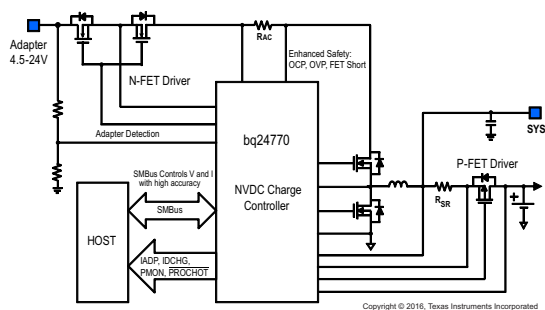 Adapter
4.5-24V
N-FET Driver
RAC
Enhanced Safety:
OCP, OVP, FET Short
Adapter Detection
bq24770
NVDC Charge
Controller
SYS
P-FET Driver
RSR
+
SMBus Controls V and I
with high accuracy
SMBus
HOST
IADP, IDCHG,
PMON, PROCHOT
Copyright © 2016, Texas Instruments Incorporated